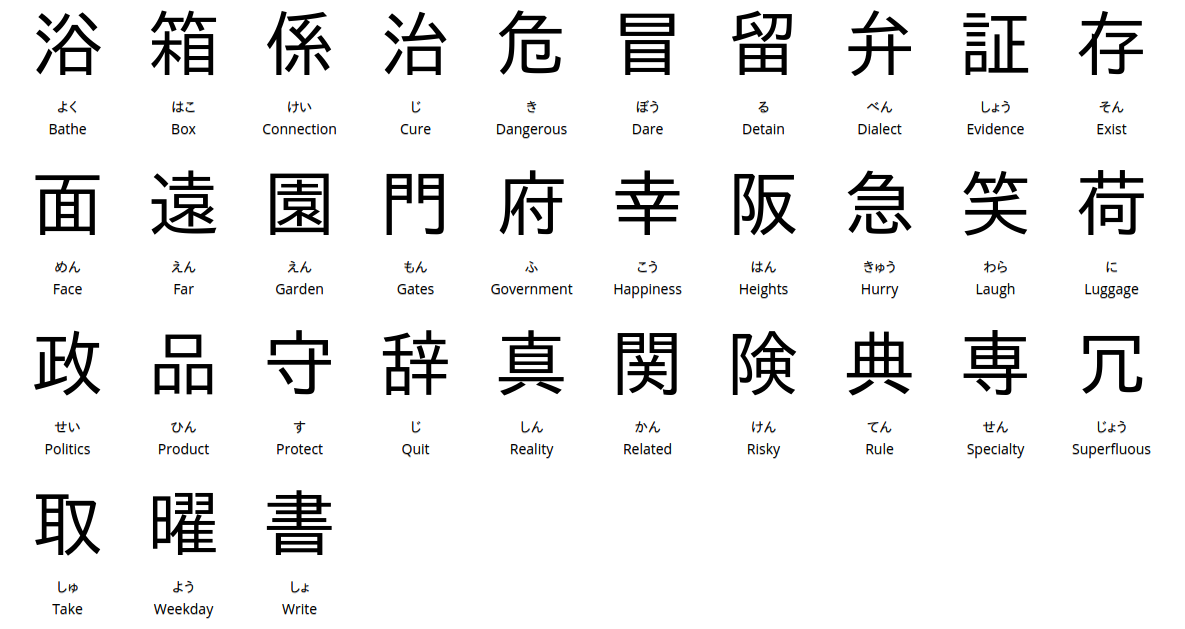 浴 箱 係 治 危 冒 留 弁 証 存
よく はこ けい じ き ぼう る べん しょう そん
Bathe Box Connection Cure Dangerous Dare Detain Dialect Evidence Exist
面 遠 園 門 府 幸 阪 急 笑 荷
めん えん えん もん ふ こう はん きゅう わら に
Face Far Garden Gates Government Happiness Heights Hurry Laugh Luggage
政 品 守 辞 真 関 険 典 専 冗
せい ひん す じ しん かん けん てん せん じょう
Politics Product Protect Quit Reality Related Risky Rule Specialty Superfluous
取 曜 書
しゅ よう しょ
Take Weekday Write